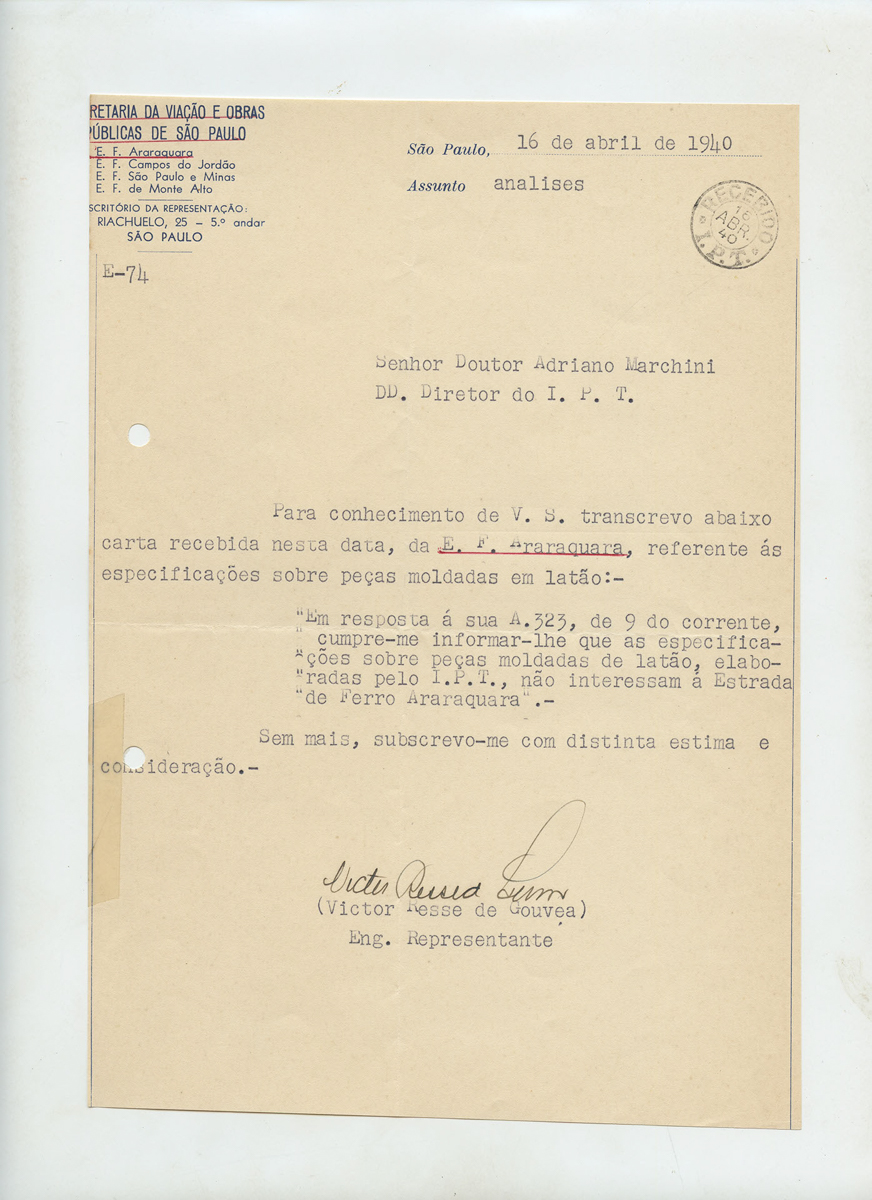 RETARIA DA VIAÇÃO E OBRAS
ÚBLICAS DE SÃO PAULO
E. F. Araraquara
E. F. Campos do Jordão
E. F. São Paulo e Minas
E. F. de Monte Alto
SCRITÓRIO DA REPRESENTAÇÃO:
RIACHUELO, 25 – 5.º andar
SÃO PAULO
E-74
São Paulo, 16 de abril de 1940
Assunto analises
RECEBIDO
16
ABR.
40
I.P.T.
Senhor Doutor Adriano Marchini
DD. Diretor do I. P. T.
Para conhecimento de V. S. transcrevo abaixo
carta recebida nesta data, da E. F. Araraquara, referente ás
especificações sobre peças moldadas em latão:-
"Em resposta á sua A.323, de 9 do corrente,
" cumpre-me informar-lhe que as especifica-
"ções sobre peças moldadas de latão, elabo-
"radas pelo I.P.T., não interessam á Estrada
"de Ferro Araraquara".-
Sem mais, subscrevo-me com distinta estima e
consideração.-
(Victor Resse de Gouvea)
Eng. Representante